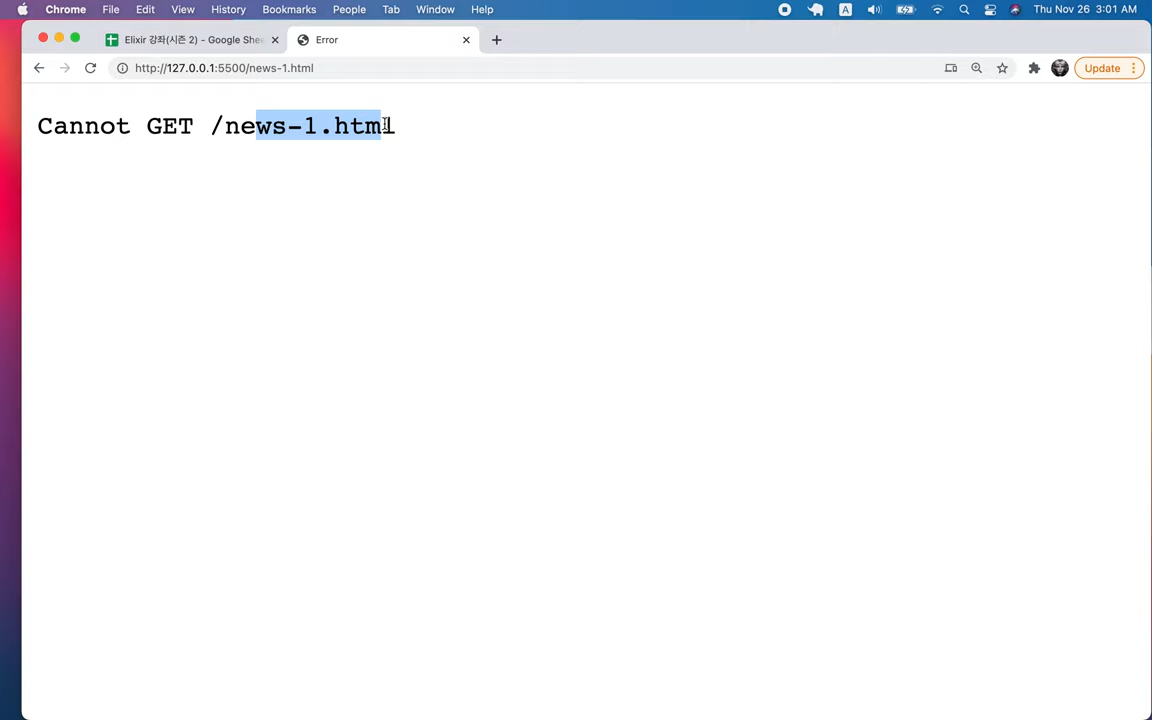 Chrome File Edit View History Bookmarks People Tab Window Help A Thu Nov 26 3:01 AM
Elixir 강좌(시즌 2) - Google Shee Error
http://127.0.0.1:5500/news-1.html Update
Cannot GET /news-1.html